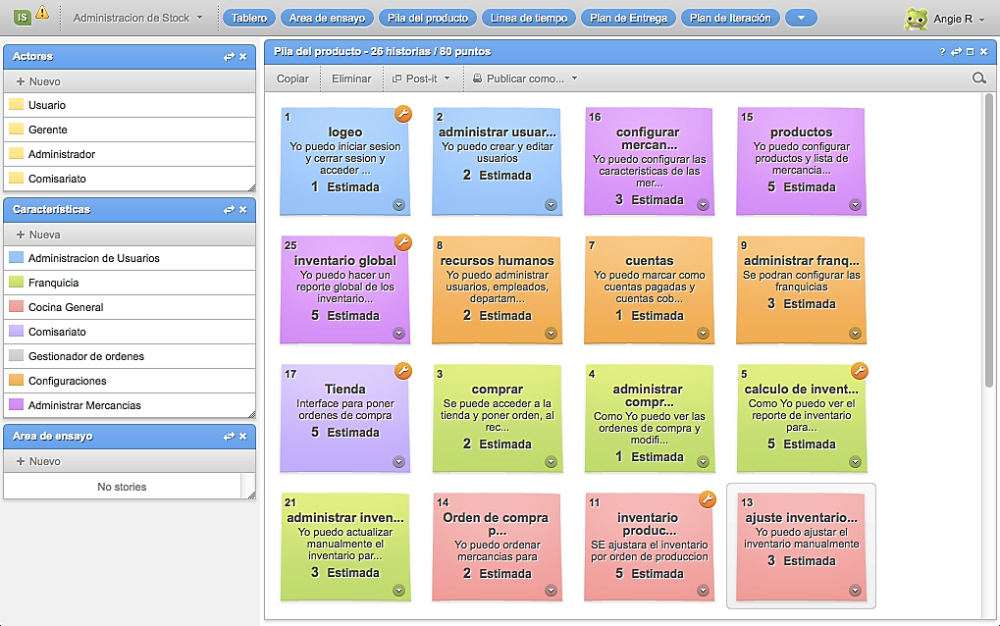 iS Administracion de Stock Tablero Area de ensayo Pila del producto Linea de tiempo Plan de Entrega Plan de Iteración Angie R
Actores
Nuevo
Usuario
Gerente
Administrador
Comisariato
Características
Nueva
Administracion de Usuarios
Franquicia
Cocina General
Comisariato
Gestionador de ordenes
Configuraciones
Administrar Mercancias
Area de ensayo
Nuevo
No stories
Pila del producto - 26 historias / 80 puntos ?
Copiar Eliminar Post-it Publicar como...
1
logeo
Yo puedo iniciar sesion
y cerrar sesion y
acceder ...
1 Estimada
2
administrar usuar...
Yo puedo crear y editar
usuarios
2 Estimada
16
configurar
mercan...
Yo puedo configurar las
caracteristicas de las
mer...
3 Estimada
15
productos
Yo puedo configurar
productos y lista de
mercancia...
5 Estimada
25
inventario global
Yo puedo hacer un
reporte global de los
inventario...
5 Estimada
8
recursos humanos
Yo puedo administrar
usuarios, empleados,
departam...
2 Estimada
7
cuentas
Yo puedo marcar como
cuentas pagadas y
cuentas cob...
1 Estimada
9
administrar franq...
Se podran configurar las
franquicias
3 Estimada
17
Tienda
Interface para poner
ordenes de compra
5 Estimada
3
comprar
Se puede acceder a la
tienda y poner orden, al
rec...
2 Estimada
4
administrar
compr...
Como Yo puedo ver las
ordenes de compra y
modifi...
1 Estimada
5
calculo de invent...
Como Yo puedo ver el
reporte de inventario
para...
5 Estimada
21
administrar inven...
Yo puedo actualizar
manualmente el
inventario par...
3 Estimada
14
Orden de compra
p...
Yo puedo ordenar
mercancias para
2 Estimada
11
inventario
produc...
SE ajustara el inventario
por orden de produccion
5 Estimada
13
ajuste inventario...
Yo puedo ajustar el
inventario manualmente
3 Estimada